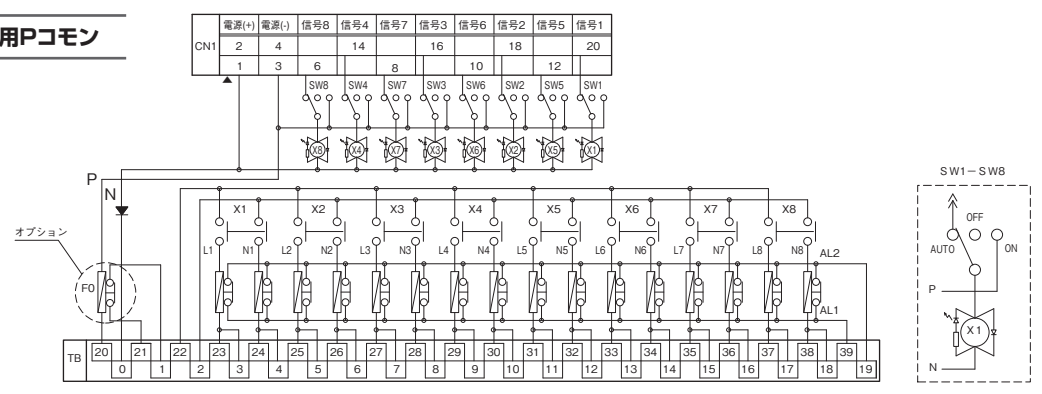 用Pコモン
電源(+) 電源(-) 信号8 信号4 信号7 信号3 信号6 信号2 信号5 信号1
CN1 2 4 14 16 18 20
1 3 6 8 10 12
SW8 SW4 SW7 SW3 SW6 SW2 SW5 SW1
X8 X4 X7 X3 X6 X2 X5 X1
P
N
オプション
F0
X1 X2 X3 X4 X5 X6 X7 X8
L1 N1 L2 N2 L3 N3 L4 N4 L5 N5 L6 N6 L7 N7 L8 N8 AL2
AL1
TB 20 21 22 23 24 25 26 27 28 29 30 31 32 33 34 35 36 37 38 39
0 1 2 3 4 5 6 7 8 9 10 11 12 13 14 15 16 17 18 19
SW1－SW8
OFF
AUTO ON
P
X1
N